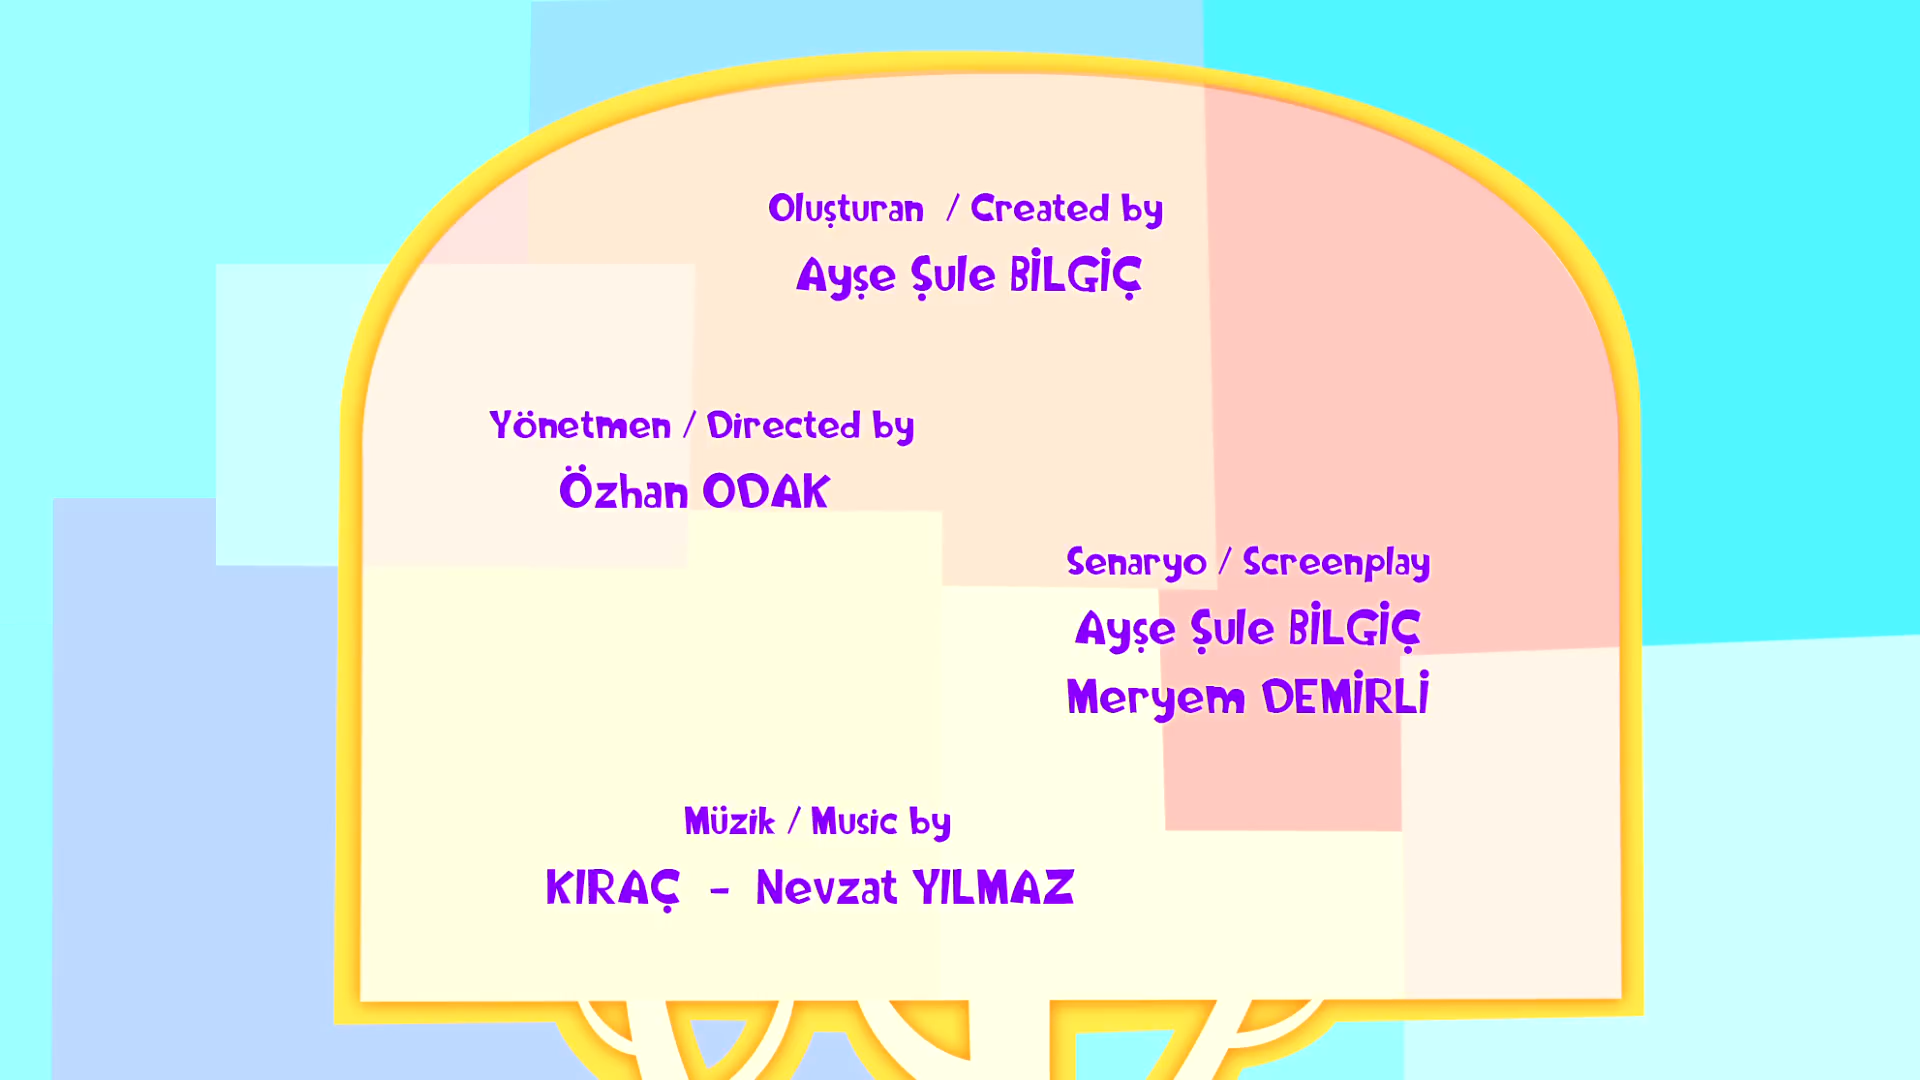 Oluşturan / Created by
Ayşe Şule BİLGİÇ
Yönetmen / Directed by
Özhan ODAK
Senaryo / Screenplay
Ayşe Şule BİLGİÇ
Meryem DEMİRLİ
Müzik / Music by
KIRAÇ - Nevzat YILMAZ